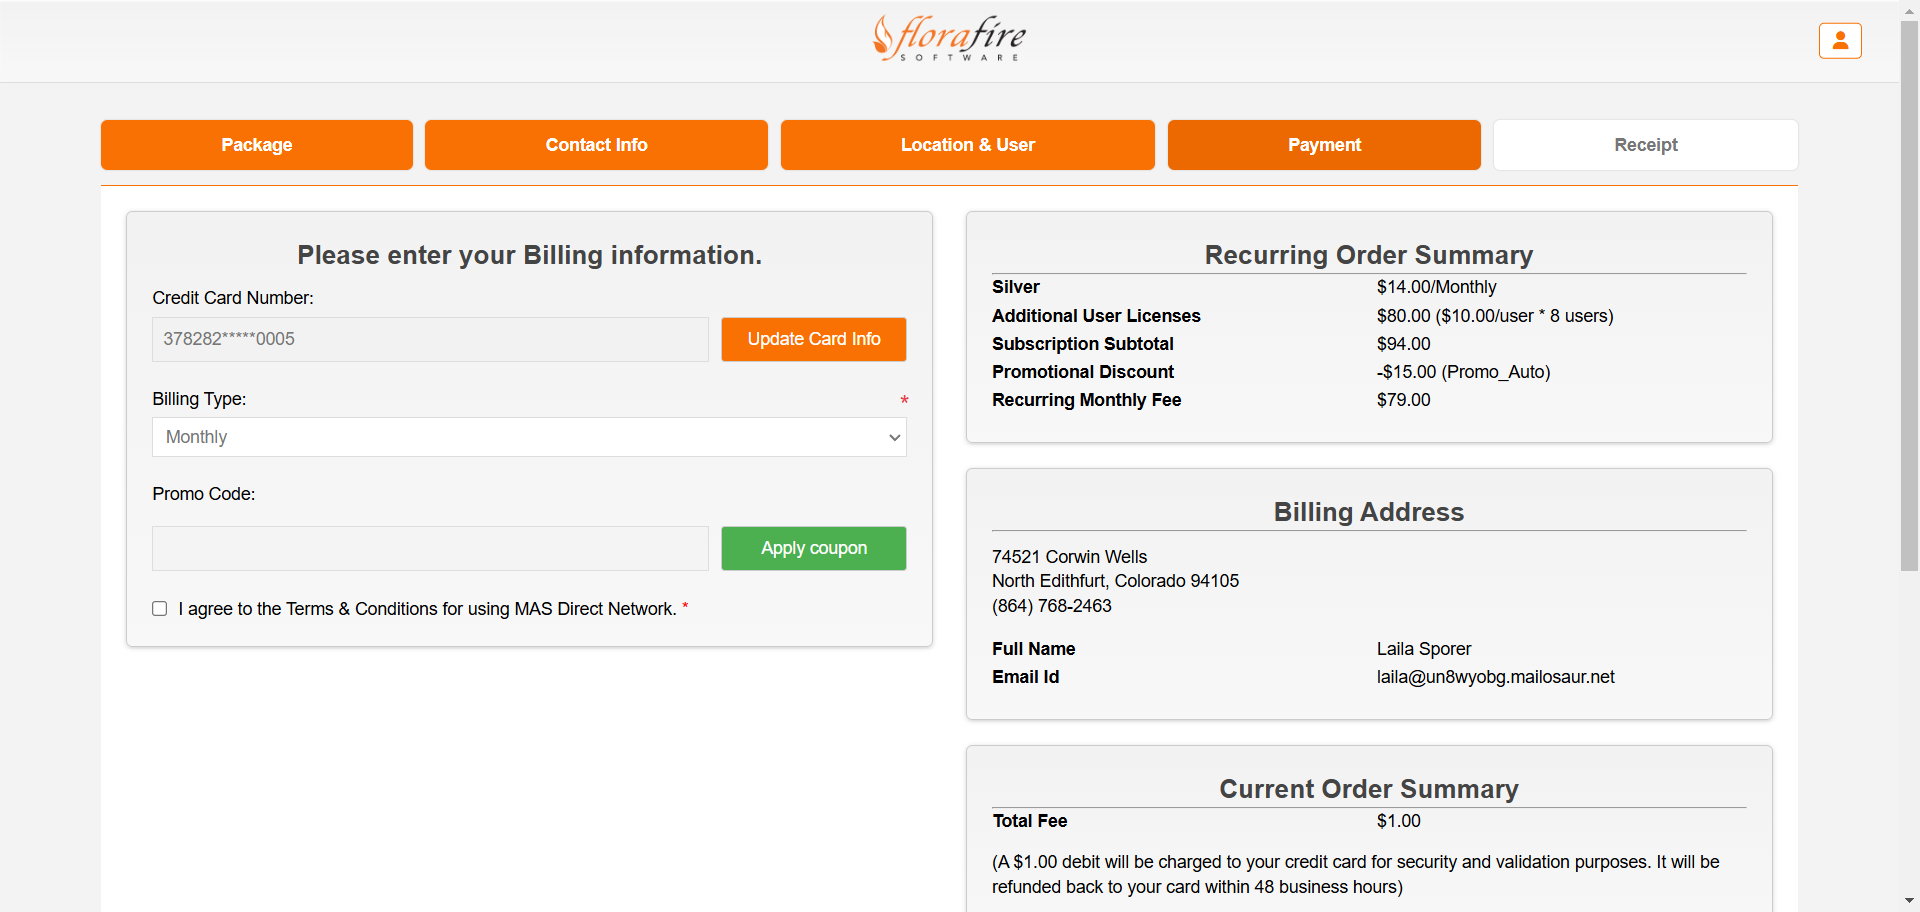 florafire
SOFTWARE
Package
Contact Info
Location & User
Payment
Receipt
Please enter your Billing information.
Credit Card Number:
378282*****0005
Update Card Info
Billing Type:
*
Monthly
Promo Code:
Apply coupon
I agree to the Terms & Conditions for using MAS Direct Network. *
Recurring Order Summary
Silver $14.00/Monthly
Additional User Licenses $80.00 ($10.00/user * 8 users)
Subscription Subtotal $94.00
Promotional Discount -$15.00 (Promo_Auto)
Recurring Monthly Fee $79.00
Billing Address
74521 Corwin Wells
North Edithfurt, Colorado 94105
(864) 768-2463
Full Name Laila Sporer
Email Id laila@un8wyobg.mailosaur.net
Current Order Summary
Total Fee $1.00
(A $1.00 debit will be charged to your credit card for security and validation purposes. It will be
refunded back to your card within 48 business hours)